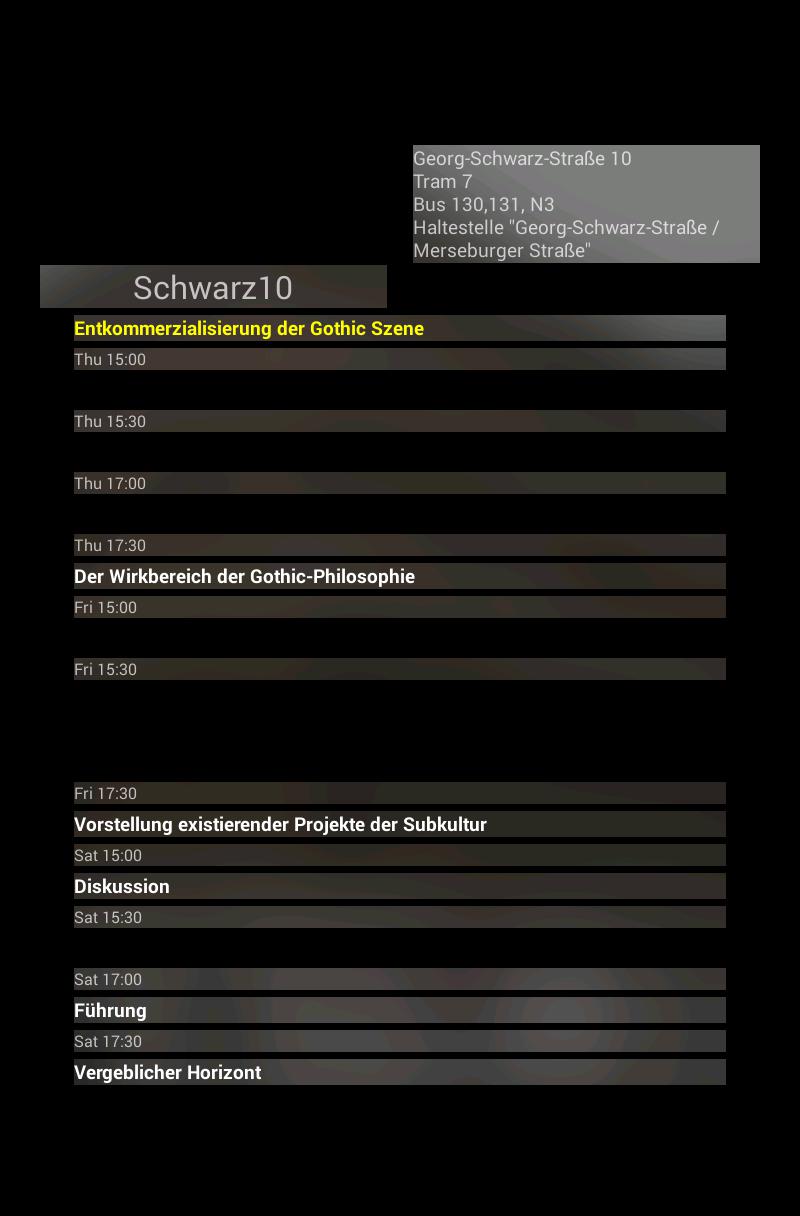 Georg-Schwarz-Straße 10
Tram 7
Bus 130,131, N3
Haltestelle "Georg-Schwarz-Straße /
Merseburger Straße"
Schwarz10
Entkommerzialisierung der Gothic Szene
Thu 15:00
Thu 15:30
Thu 17:00
Thu 17:30
Der Wirkbereich der Gothic-Philosophie
Fri 15:00
Fri 15:30
Fri 17:30
Vorstellung existierender Projekte der Subkultur
Sat 15:00
Diskussion
Sat 15:30
Sat 17:00
Führung
Sat 17:30
Vergeblicher Horizont